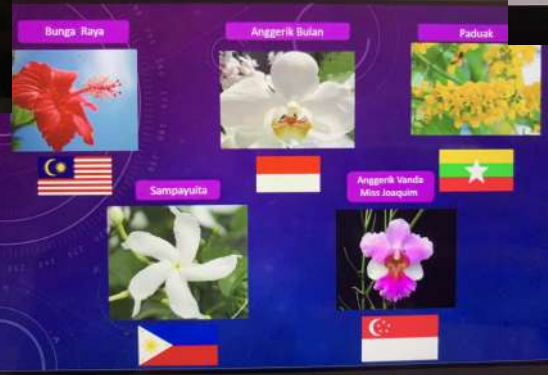 Bunga Raya
Anggerik Bulan
Paduak
Sampayuita
Anggerik Vanda
Miss Joaquim